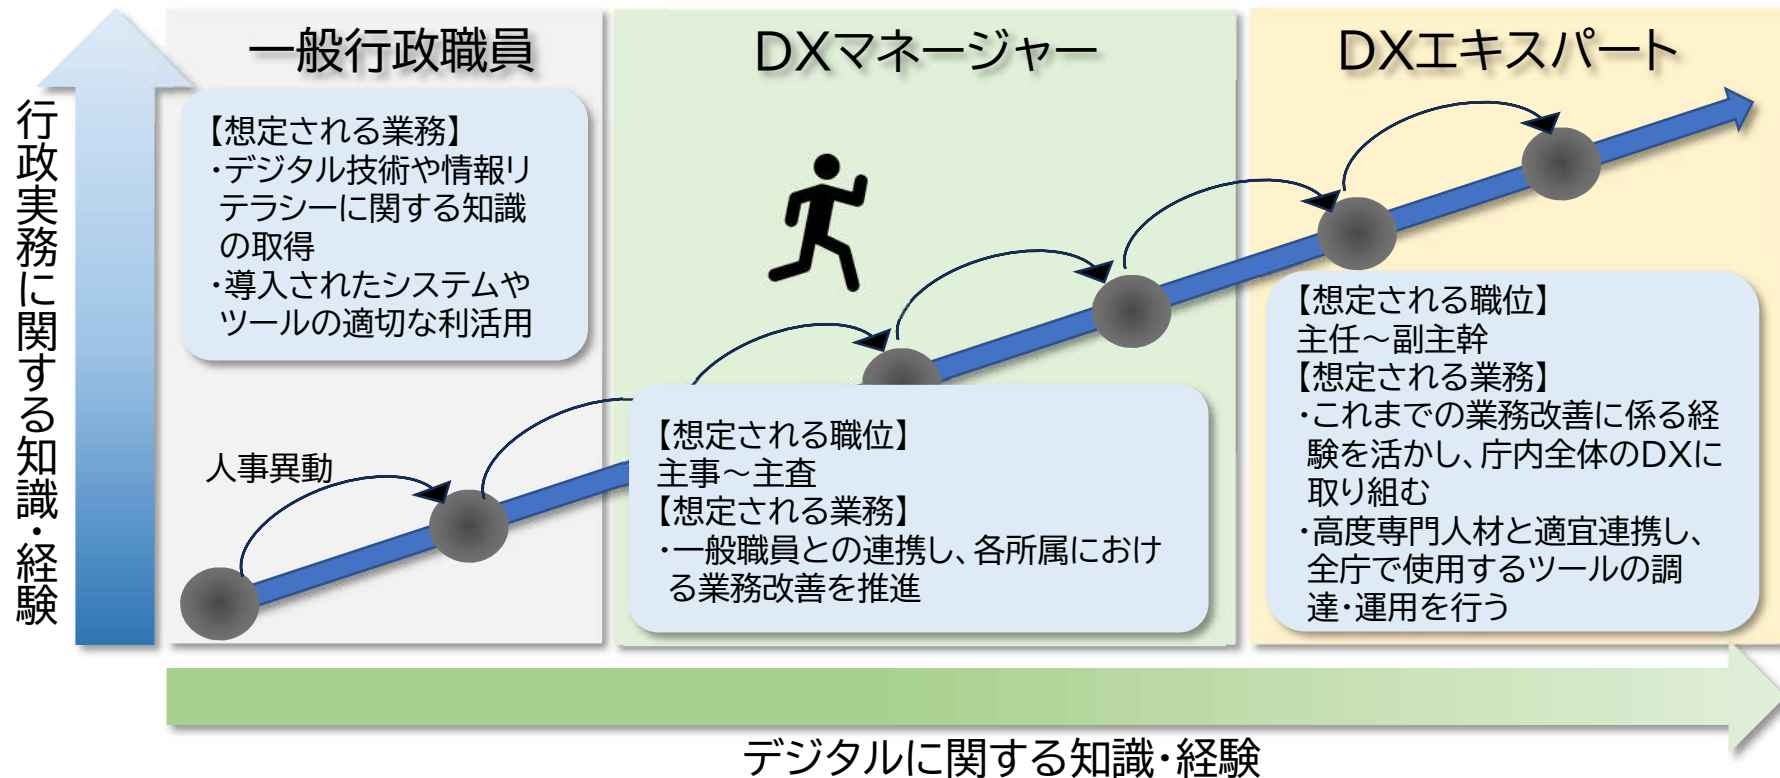 行政実務に関する知識・経験
一般行政職員
【想定される業務】
・デジタル技術や情報リ
テラシーに関する知識
の取得
・導入されたシステムや
ツールの適切な利活用
人事異動
DXマネージャー
【想定される職位】
主事～主査
【想定される業務】
・一般職員との連携し、各所属におけ
る業務改善を推進
DXエキスパート
【想定される職位】
主任～副主幹
【想定される業務】
・これまでの業務改善に係る経
験を活かし、庁内全体のDXに
取り組む
・高度専門人材と適宜連携し、
全庁で使用するツールの調
達・運用を行う
デジタルに関する知識・経験